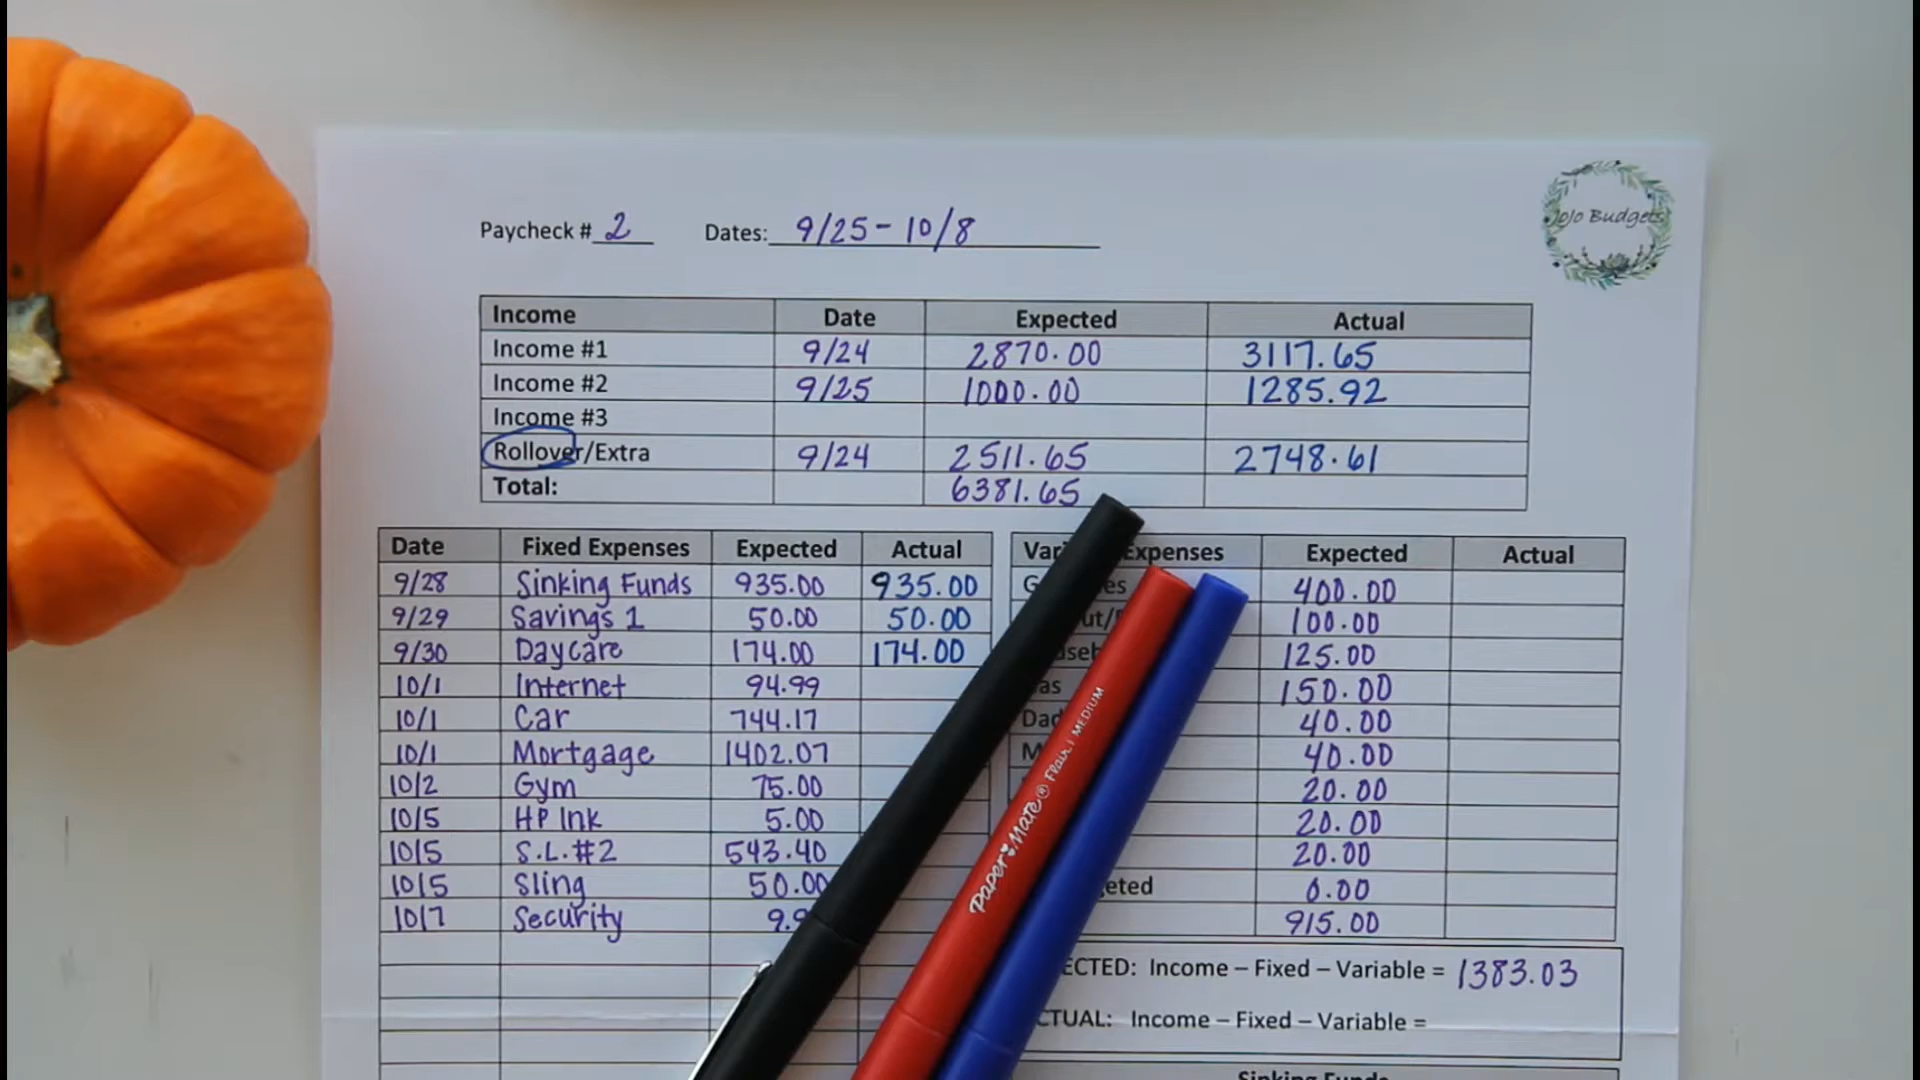 JoJo Budgets
Paycheck # 2 Dates: 9/25 - 10/8
Income Date Expected Actual
Income #1 9/24 2870.00 3117.65
Income #2 9/25 1000.00 1285.92
Income #3
Rollover/Extra 9/24 2511.65 2748.61
Total: 6381.65
Date Fixed Expenses Expected Actual
9/28 Sinking Funds 935.00 935.00
9/29 Savings 1 50.00 50.00
9/30 Daycare 174.00 174.00
10/1 Internet 94.99
10/1 Car 744.17
10/1 Mortgage 1402.07
10/2 Gym 75.00
10/5 HP Ink 5.00
10/5 S.L.#2 543.40
10/5 Sling 50.00
10/7 Security
Expenses Expected Actual
400.00
100.00
125.00
150.00
40.00
40.00
20.00
20.00
20.00
0.00
915.00
Income – Fixed – Variable = 1383.03
Income – Fixed – Variable =
Sinking Funds
Paper Mate® Flair. | MEDIUM